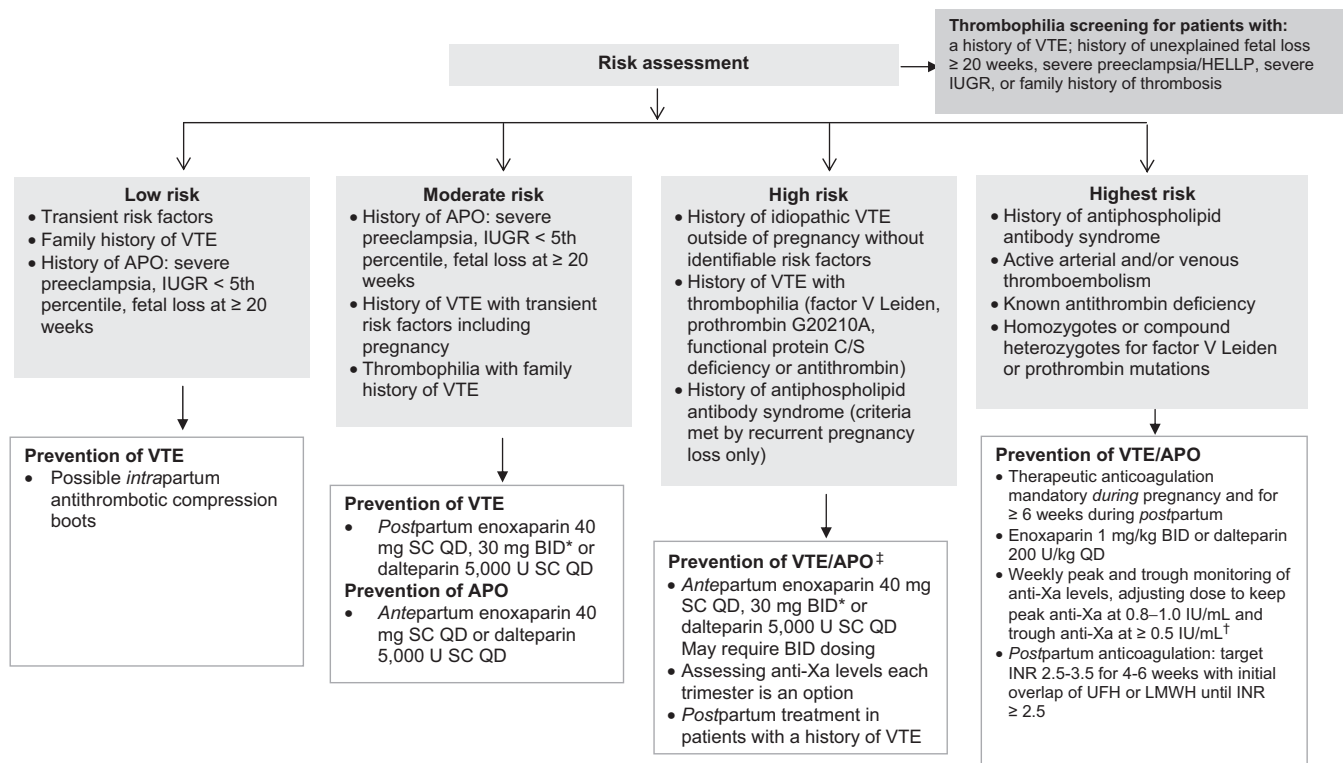 Thrombophilia screening for patients with:
a history of VTE; history of unexplained fetal loss
≥ 20 weeks, severe preeclampsia/HELLP, severe
IUGR, or family history of thrombosis
Risk assessment
Low risk
• Transient risk factors
• Family history of VTE
• History of APO: severe
preeclampsia, IUGR < 5th
percentile, fetal loss at ≥ 20
weeks
Prevention of VTE
• Possible intrapartum
antithrombotic compression
boots
Moderate risk
• History of APO: severe
preeclampsia, IUGR < 5th
percentile, fetal loss at ≥ 20
weeks
• History of VTE with transient
risk factors including
pregnancy
• Thrombophilia with family
history of VTE
Prevention of VTE
• Postpartum enoxaparin 40
mg SC QD, 30 mg BID* or
dalteparin 5,000 U SC QD
Prevention of APO
• Antepartum enoxaparin 40
mg SC QD or dalteparin
5,000 U SC QD
High risk
• History of idiopathic VTE
outside of pregnancy without
identifiable risk factors
• History of VTE with
thrombophilia (factor V Leiden,
prothrombin G20210A,
functional protein C/S
deficiency or antithrombin)
• History of antiphospholipid
antibody syndrome (criteria
met by recurrent pregnancy
loss only)
Prevention of VTE/APO‡
• Antepartum enoxaparin 40 mg
SC QD, 30 mg BID* or
dalteparin 5,000 U SC QD
May require BID dosing
• Assessing anti-Xa levels each
trimester is an option
• Postpartum treatment in
patients with a history of VTE
Highest risk
• History of antiphospholipid
antibody syndrome
• Active arterial and/or venous
thromboembolism
• Known antithrombin deficiency
• Homozygotes or compound
heterozygotes for factor V Leiden
or prothrombin mutations
Prevention of VTE/APO
• Therapeutic anticoagulation
mandatory during pregnancy and for
≥ 6 weeks during postpartum
• Enoxaparin 1 mg/kg BID or dalteparin
200 U/kg QD
• Weekly peak and trough monitoring of
anti-Xa levels, adjusting dose to keep
peak anti-Xa at 0.8–1.0 IU/mL and
trough anti-Xa at ≥ 0.5 IU/mL†
• Postpartum anticoagulation: target
INR 2.5-3.5 for 4-6 weeks with initial
overlap of UFH or LMWH until INR
≥ 2.5